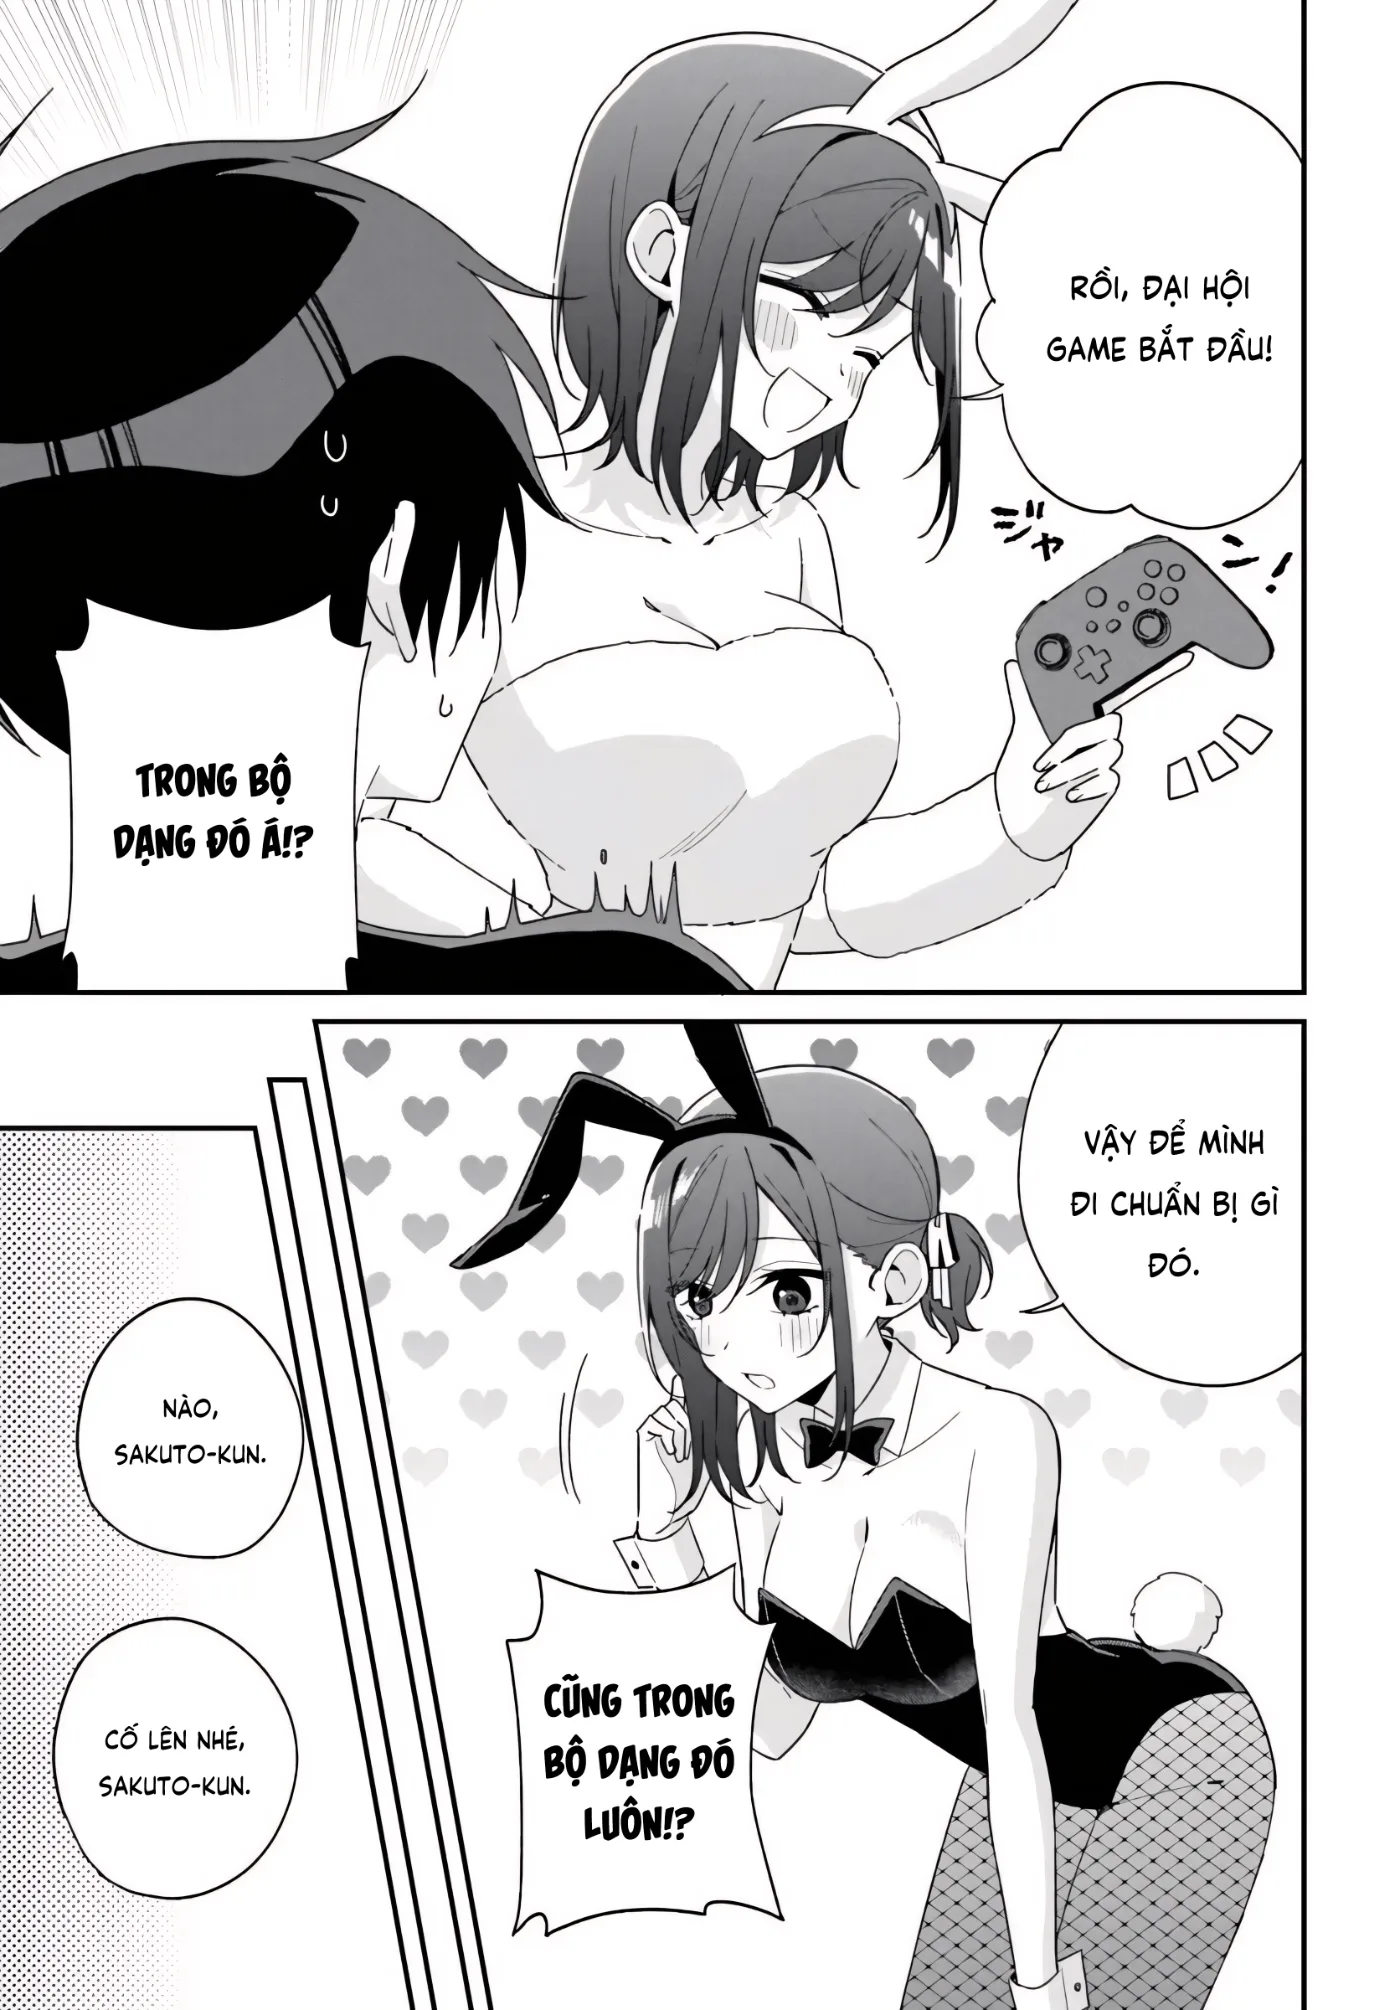 RỒI, ĐẠI HỘI
GAME BẮT ĐẦU!
ジャーン!
TRONG BỘ
DẠNG ĐÓ Á!?
VẬY ĐỂ MÌNH
ĐI CHUẨN BỊ GÌ
ĐÓ.
CŨNG TRONG
BỘ DẠNG ĐÓ
LUÔN!?
NÀO,
SAKUTO-KUN.
CỐ LÊN NHÉ,
SAKUTO-KUN.